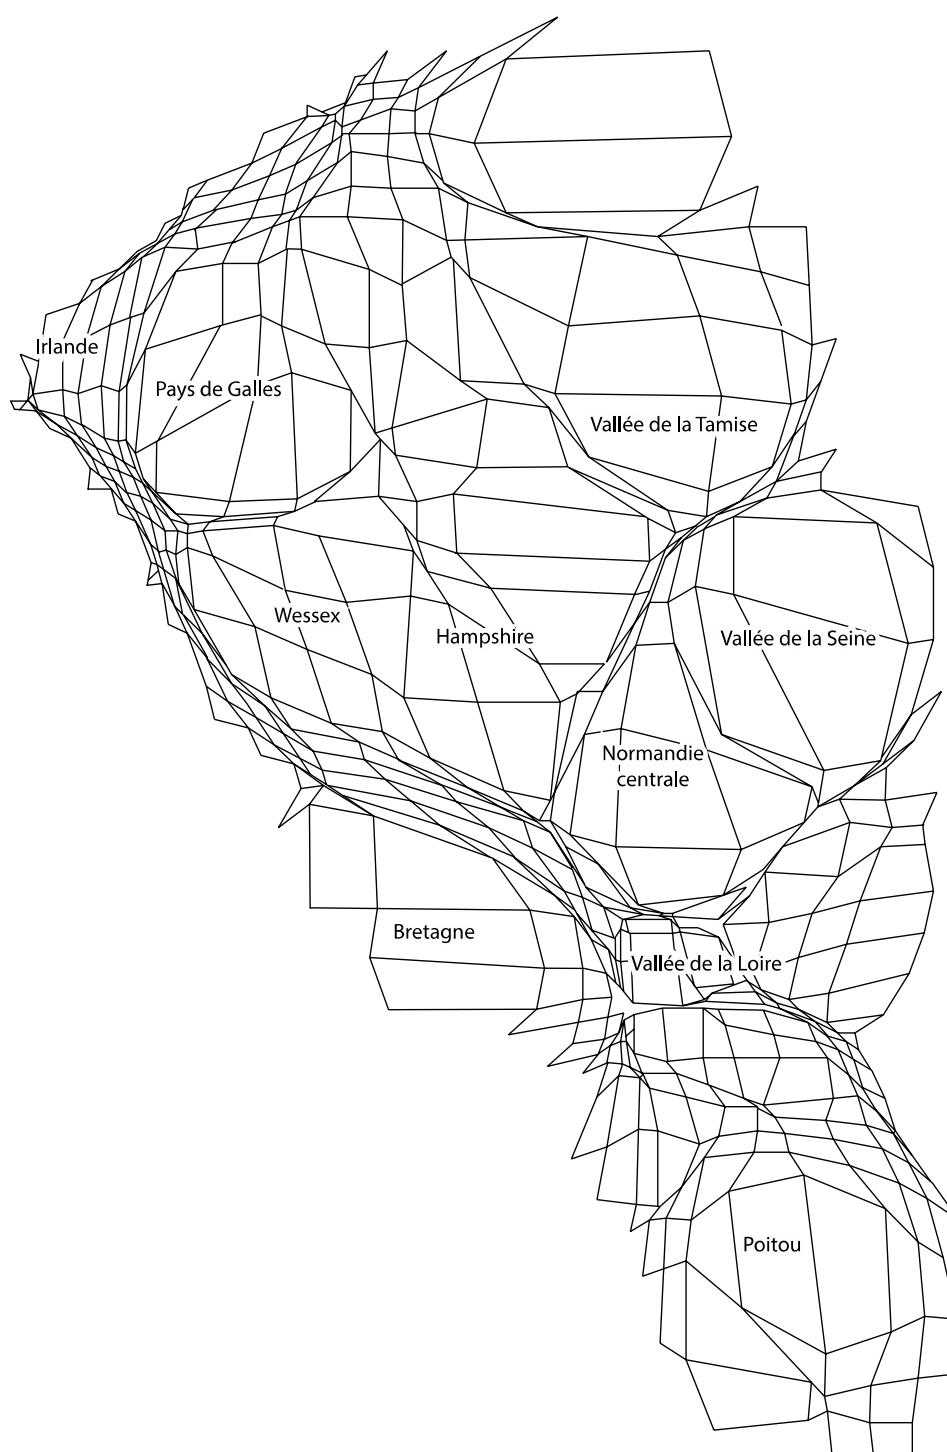 Irlande
Pays de Galles
Vallée de la Tamise
Wessex
Hampshire
Vallée de la Seine
Normandie
centrale
Bretagne
Vallée de la Loire
Poitou